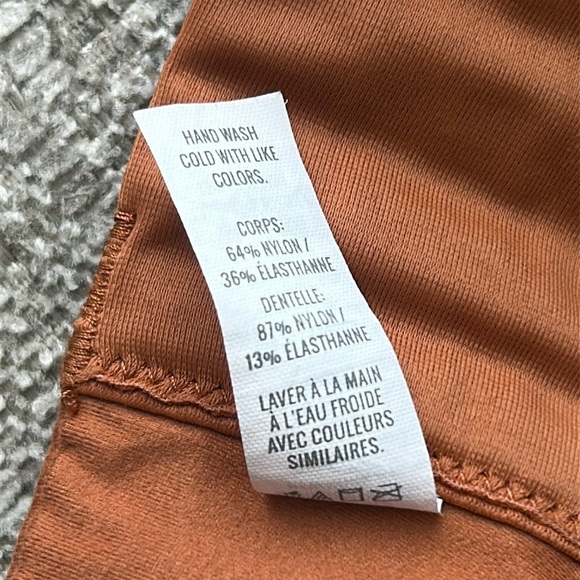 HAND WASH
COLD WITH LIKE
COLORS.
CORPS:
64% NYLON /
36% ÉLASTHANNE
DENTELLE:
87% NYLON /
13% ÉLASTHANNE
LAVER À LA MAIN
À L'EAU FROIDE
AVEC COULEURS
SIMILAIRES.